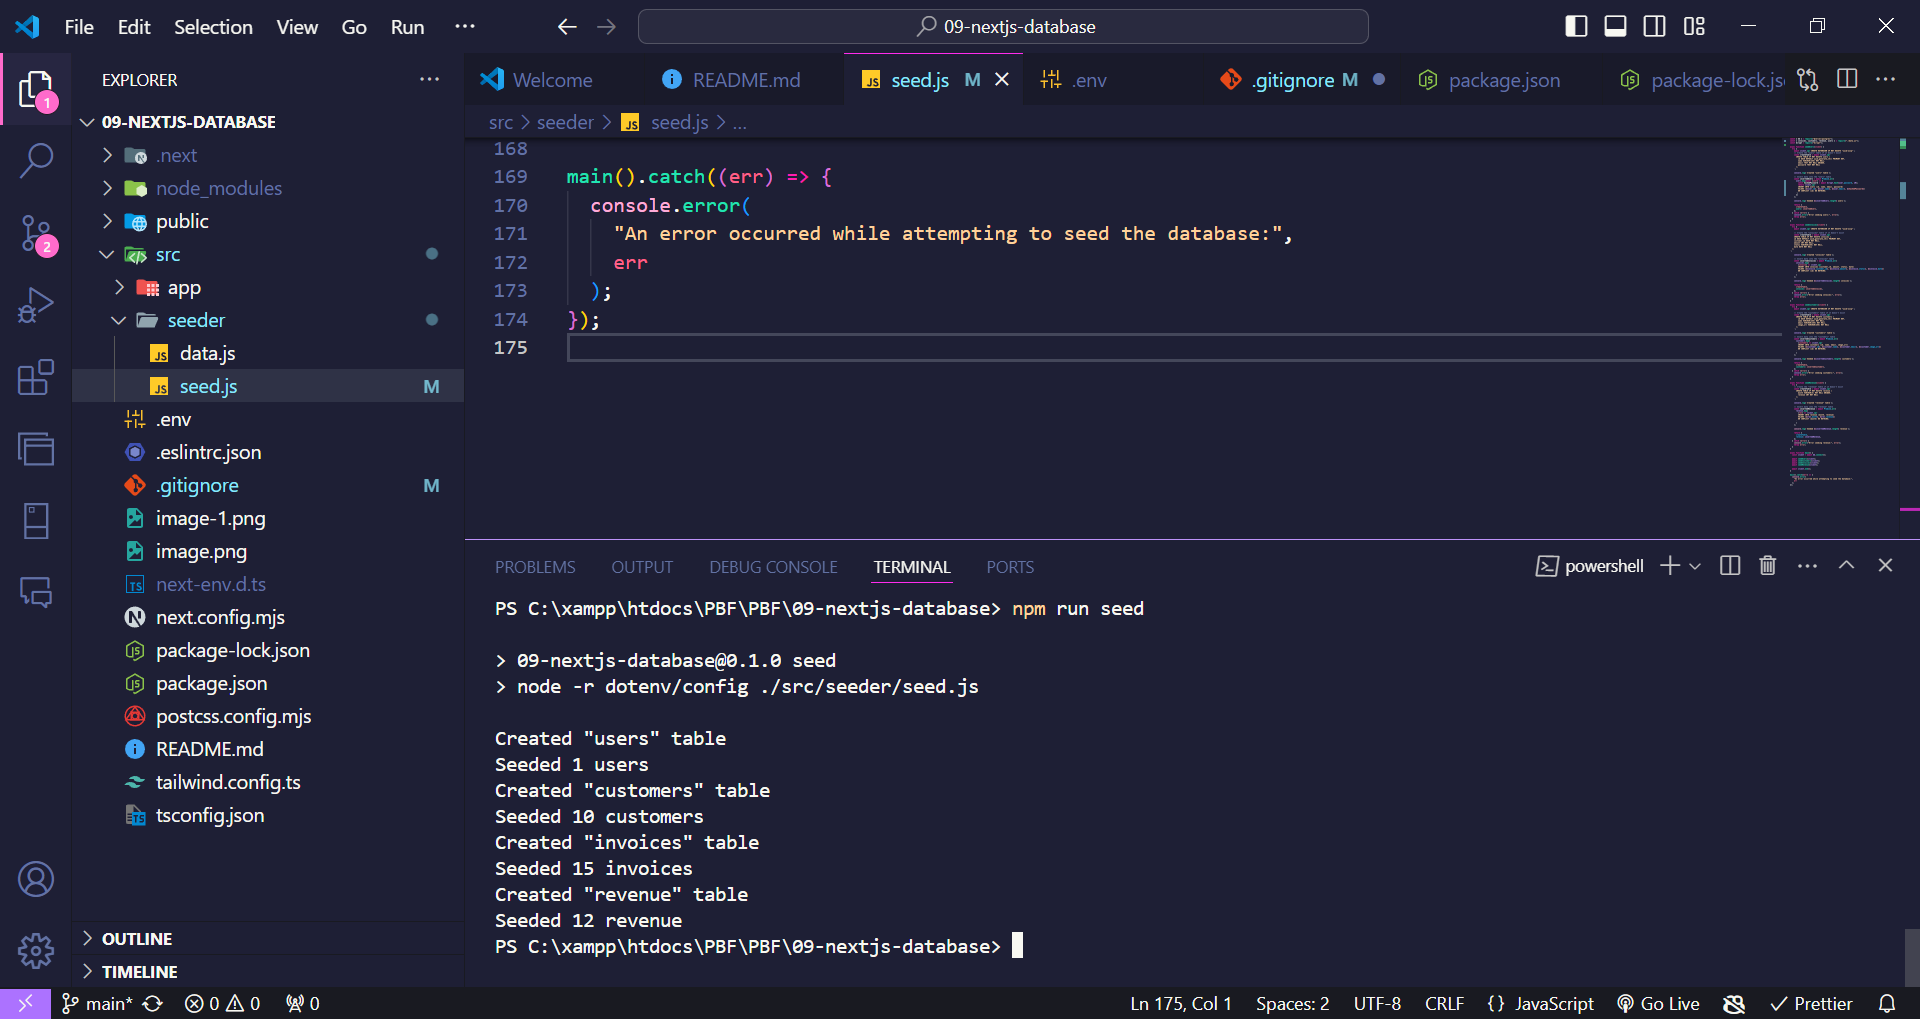 File Edit Selection View Go Run ···
09-nextjs-database
EXPLORER
1
2
09-NEXTJS-DATABASE
.next
node_modules
public
src
app
seeder
data.js
seed.js M
.env
.eslintrc.json
.gitignore M
image-1.png
image.png
next-env.d.ts
next.config.mjs
package-lock.json
package.json
postcss.config.mjs
README.md
tailwind.config.ts
tsconfig.json
OUTLINE
TIMELINE
Welcome README.md seed.js M .env .gitignore M package.json package-lock.jso
src > seeder > seed.js > ...
168
169 main().catch((err) => {
170 console.error(
171 "An error occurred while attempting to seed the database:",
172 err
173 );
174 });
175
PROBLEMS OUTPUT DEBUG CONSOLE TERMINAL PORTS
powershell
PS C:\xampp\htdocs\PBF\PBF\09-nextjs-database> npm run seed
> 09-nextjs-database@0.1.0 seed
> node -r dotenv/config ./src/seeder/seed.js
Created "users" table
Seeded 1 users
Created "customers" table
Seeded 10 customers
Created "invoices" table
Seeded 15 invoices
Created "revenue" table
Seeded 12 revenue
PS C:\xampp\htdocs\PBF\PBF\09-nextjs-database>
main* 0 0 0
Ln 175, Col 1 Spaces: 2 UTF-8 CRLF {} JavaScript Go Live Prettier